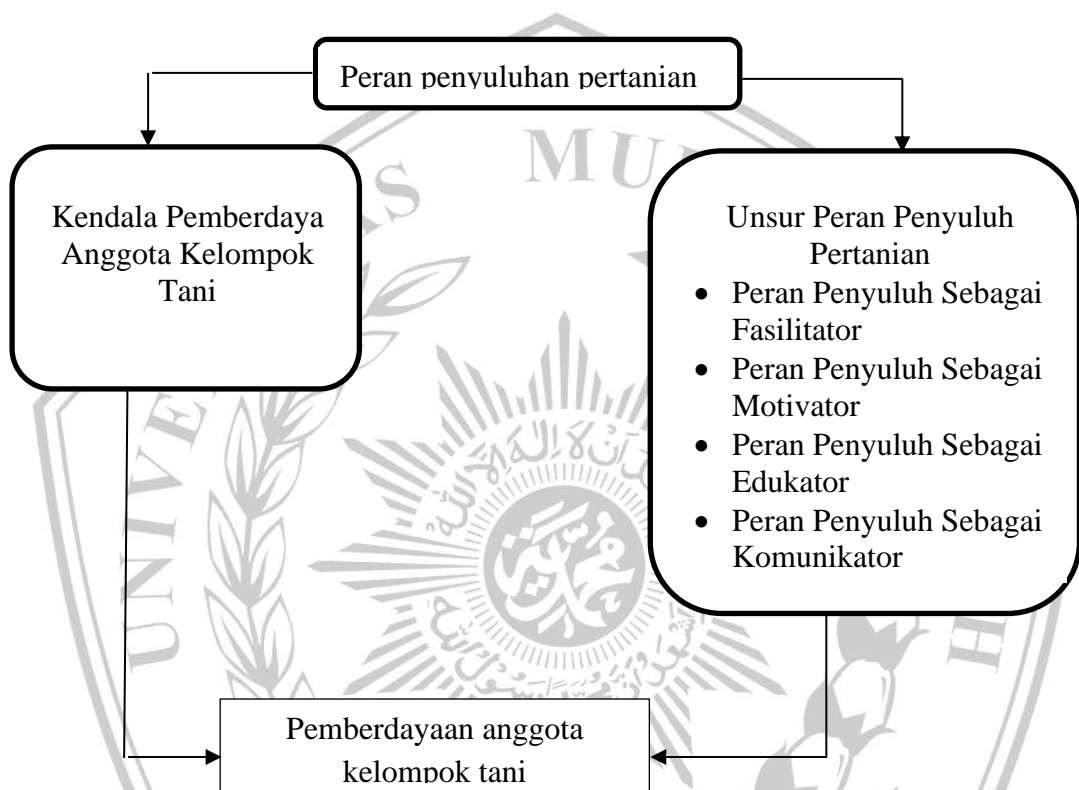 Peran penyuluhan pertanian
Kendala Pemberdaya
Anggota Kelompok
Tani
Unsur Peran Penyuluh
Pertanian
• Peran Penyuluh Sebagai
Fasilitator
• Peran Penyuluh Sebagai
Motivator
• Peran Penyuluh Sebagai
Edukator
• Peran Penyuluh Sebagai
Komunikator
Pemberdayaan anggota
kelompok tani